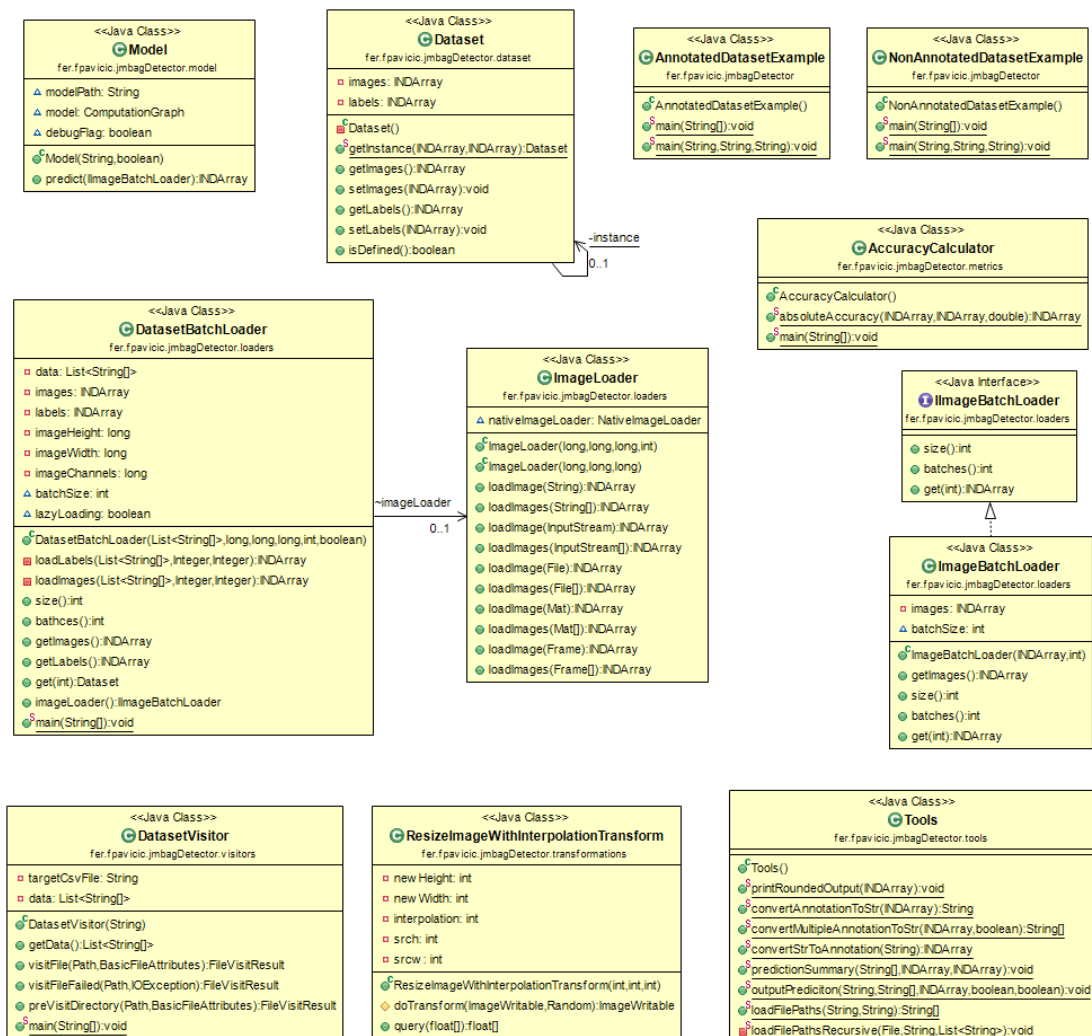 <<Java Class>>
Model
fer.fpavicic.jmbagDetector.model
modelPath: String
model: ComputationGraph
debugFlag: boolean
Model(String,boolean)
predict(IImageBatchLoader):INDArray
<<Java Class>>
Dataset
fer.fpavicic.jmbagDetector.dataset
images: INDArray
labels: INDArray
Dataset()
getInstance(INDArray,INDArray):Dataset
getImages():INDArray
setImages(INDArray):void
getLabels():INDArray
setLabels(INDArray):void
isDefined():boolean
-instance
0..1
<<Java Class>>
AnnotatedDatasetExample
fer.fpavicic.jmbagDetector
AnnotatedDatasetExample()
main(String[]):void
main(String,String,String):void
<<Java Class>>
NonAnnotatedDatasetExample
fer.fpavicic.jmbagDetector
NonAnnotatedDatasetExample()
main(String[]):void
main(String,String,String):void
<<Java Class>>
AccuracyCalculator
fer.fpavicic.jmbagDetector.metrics
AccuracyCalculator()
absoluteAccuracy(INDArray,INDArray,double):INDArray
main(String[]):void
<<Java Class>>
DatasetBatchLoader
fer.fpavicic.jmbagDetector.loaders
data: List<String[]>
images: INDArray
labels: INDArray
imageHeight: long
imageWidth: long
imageChannels: long
batchSize: int
lazyLoading: boolean
DatasetBatchLoader(List<String[]>,long,long,long,int,boolean)
loadLabels(List<String[]>,Integer,Integer):INDArray
loadImages(List<String[]>,Integer,Integer):INDArray
size():int
bathces():int
getImages():INDArray
getLabels():INDArray
get(int):Dataset
imageLoader():IImageBatchLoader
main(String[]):void
~imageLoader
0..1
<<Java Class>>
ImageLoader
fer.fpavicic.jmbagDetector.loaders
nativeImageLoader: NativeImageLoader
ImageLoader(long,long,long,int)
ImageLoader(long,long,long)
loadImage(String):INDArray
loadImages(String[]):INDArray
loadImage(InputStream):INDArray
loadImages(InputStream[]):INDArray
loadImage(File):INDArray
loadImages(File[]):INDArray
loadImage(Mat):INDArray
loadImages(Mat[]):INDArray
loadImage(Frame):INDArray
loadImages(Frame[]):INDArray
<<Java Interface>>
IImageBatchLoader
fer.fpavicic.jmbagDetector.loaders
size():int
batches():int
get(int):INDArray
<<Java Class>>
ImageBatchLoader
fer.fpavicic.jmbagDetector.loaders
images: INDArray
batchSize: int
ImageBatchLoader(INDArray,int)
getImages():INDArray
size():int
batches():int
get(int):INDArray
<<Java Class>>
DatasetVisitor
fer.fpavicic.jmbagDetector.visitors
targetCsvFile: String
data: List<String[]>
DatasetVisitor(String)
getData():List<String[]>
visitFile(Path,BasicFileAttributes):FileVisitResult
visitFileFailed(Path,IOException):FileVisitResult
preVisitDirectory(Path,BasicFileAttributes):FileVisitResult
main(String[]):void
<<Java Class>>
ResizeImageWithInterpolationTransform
fer.fpavicic.jmbagDetector.transformations
newHeight: int
newWidth: int
interpolation: int
srch: int
srcw: int
ResizeImageWithInterpolationTransform(int,int,int)
doTransform(ImageWritable,Random):ImageWritable
query(float[]):float[]
<<Java Class>>
Tools
fer.fpavicic.jmbagDetector.tools
Tools()
printRoundedOutput(INDArray):void
convertAnnotationToStr(INDArray):String
convertMultipleAnnotationToStr(INDArray,boolean):String[]
convertStrToAnnotation(String):INDArray
predictionSummary(String[],INDArray,INDArray):void
outputPrediciton(String,String[],INDArray,boolean,boolean):void
loadFilePaths(String,String):String[]
loadFilePathsRecursive(File,String,List<String>):void